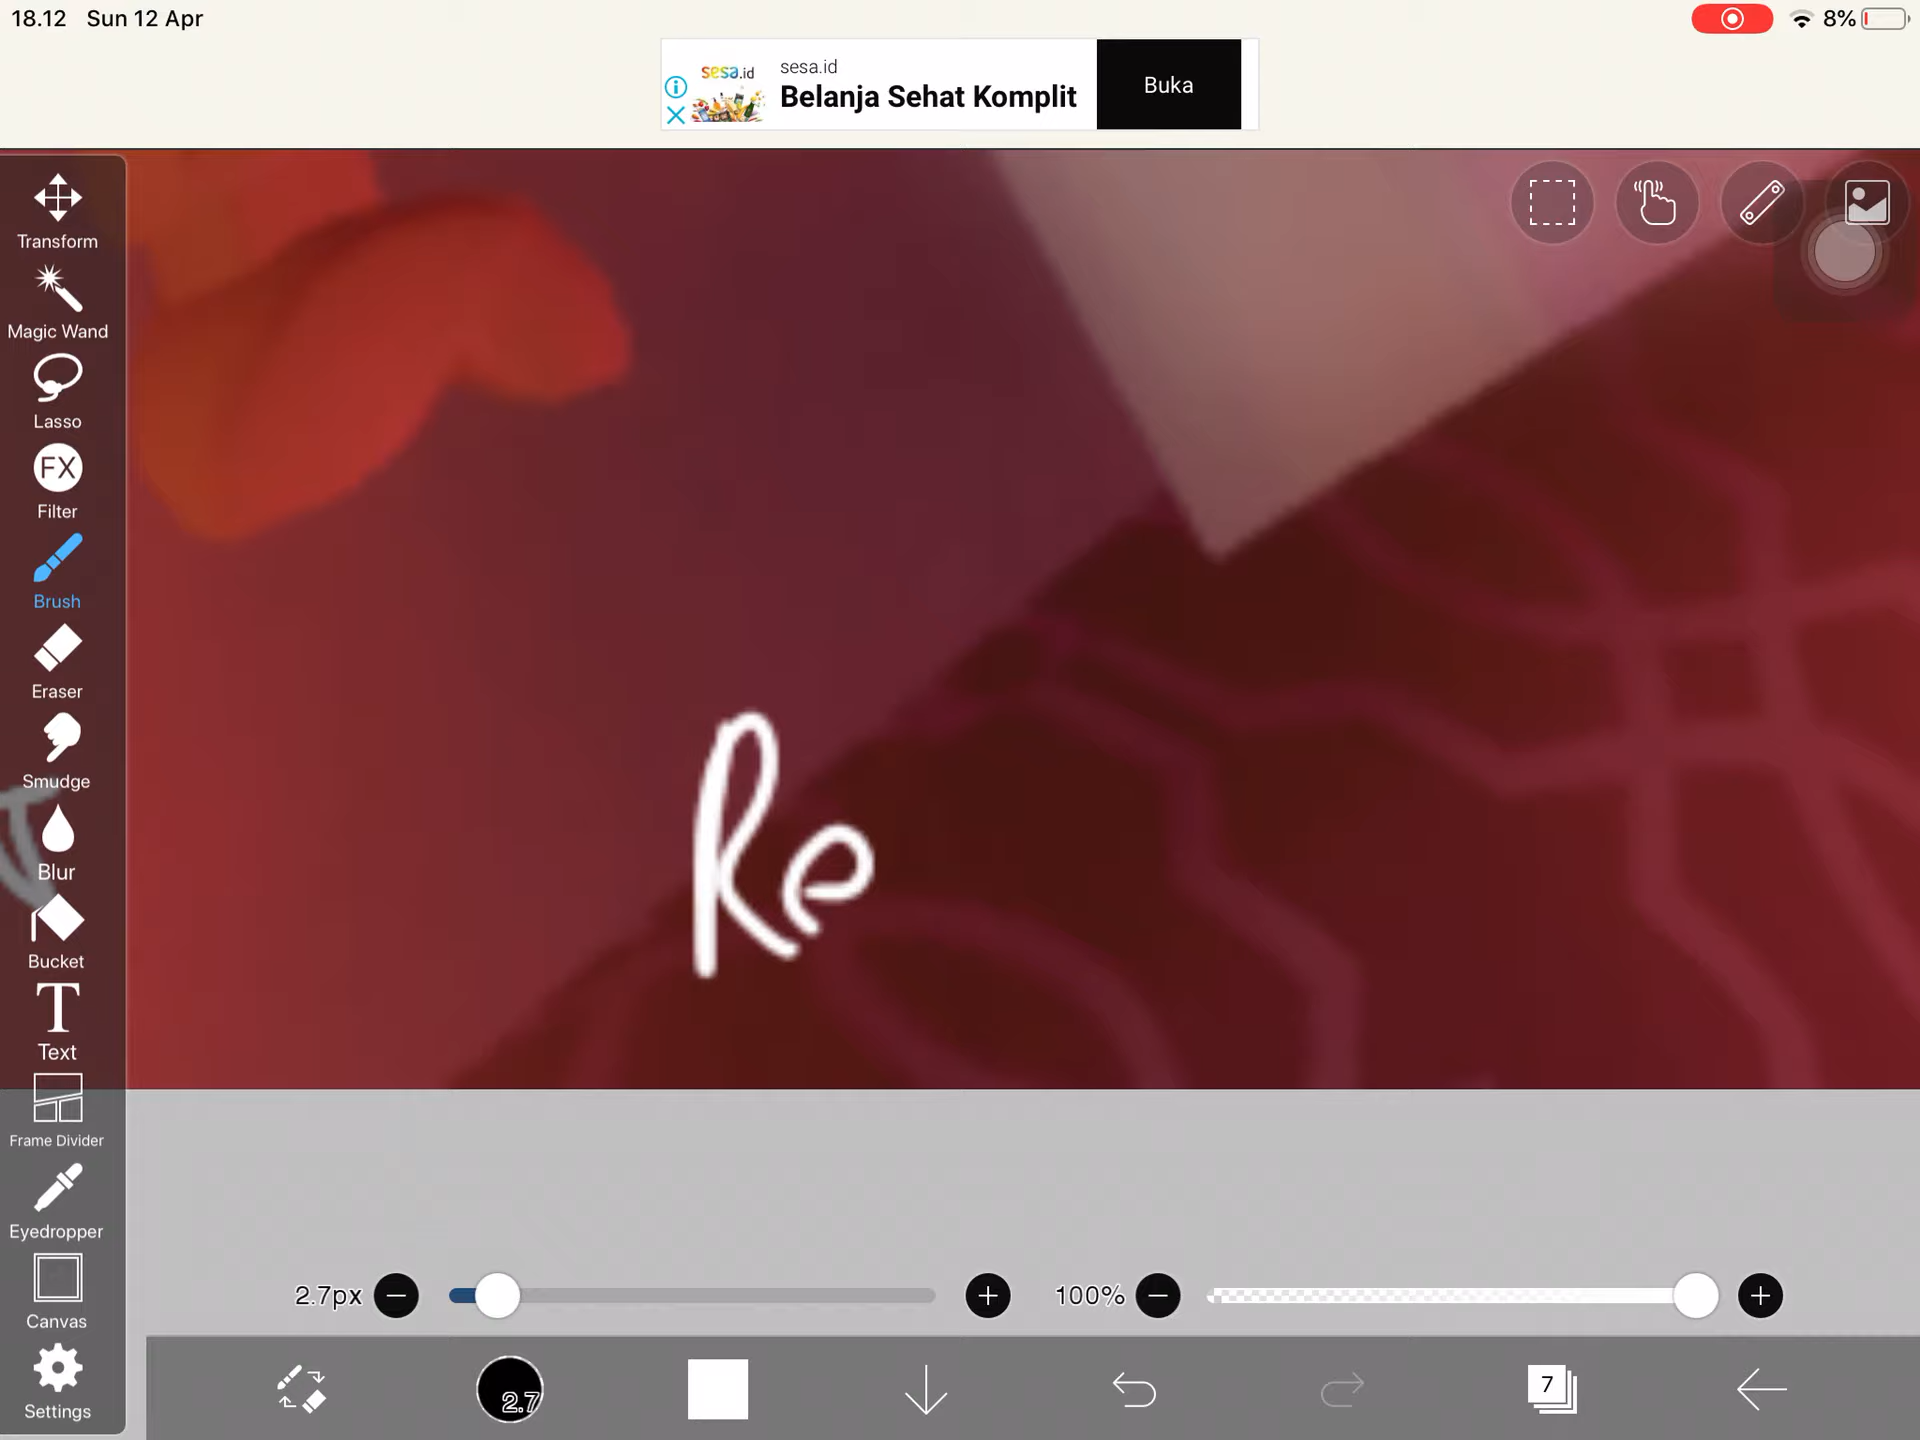 18.12 Sun 12 Apr 8%
sesa.id sesa.id
Belanja Sehat Komplit
Buka
Transform
Magic Wand
Lasso
FX
Filter
Brush
Eraser
Smudge
Blur
Bucket
T
Text
Frame Divider
Eyedropper
Canvas
Settings
Re
2.7px 100%
2.7 7